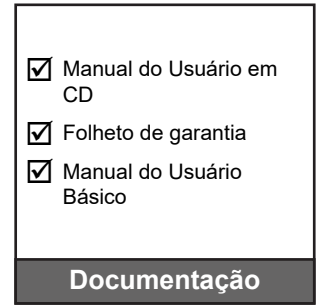 Manual do Usuário em
CD
Folheto de garantia
Manual do Usuário
Básico
Documentação